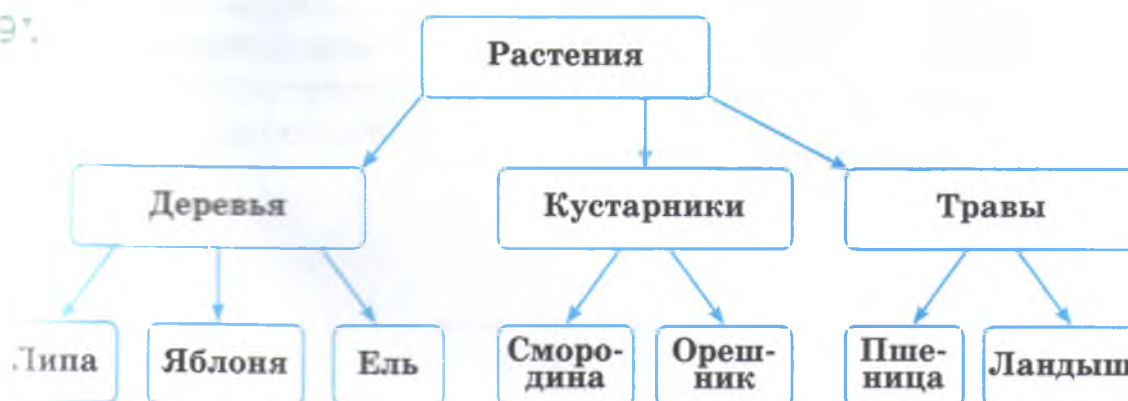 Растения
Деревья
Кустарники
Травы
Липа
Яблоня
Ель
Сморо-
дина
Ореш-
ник
Пше-
ница
Ландыш